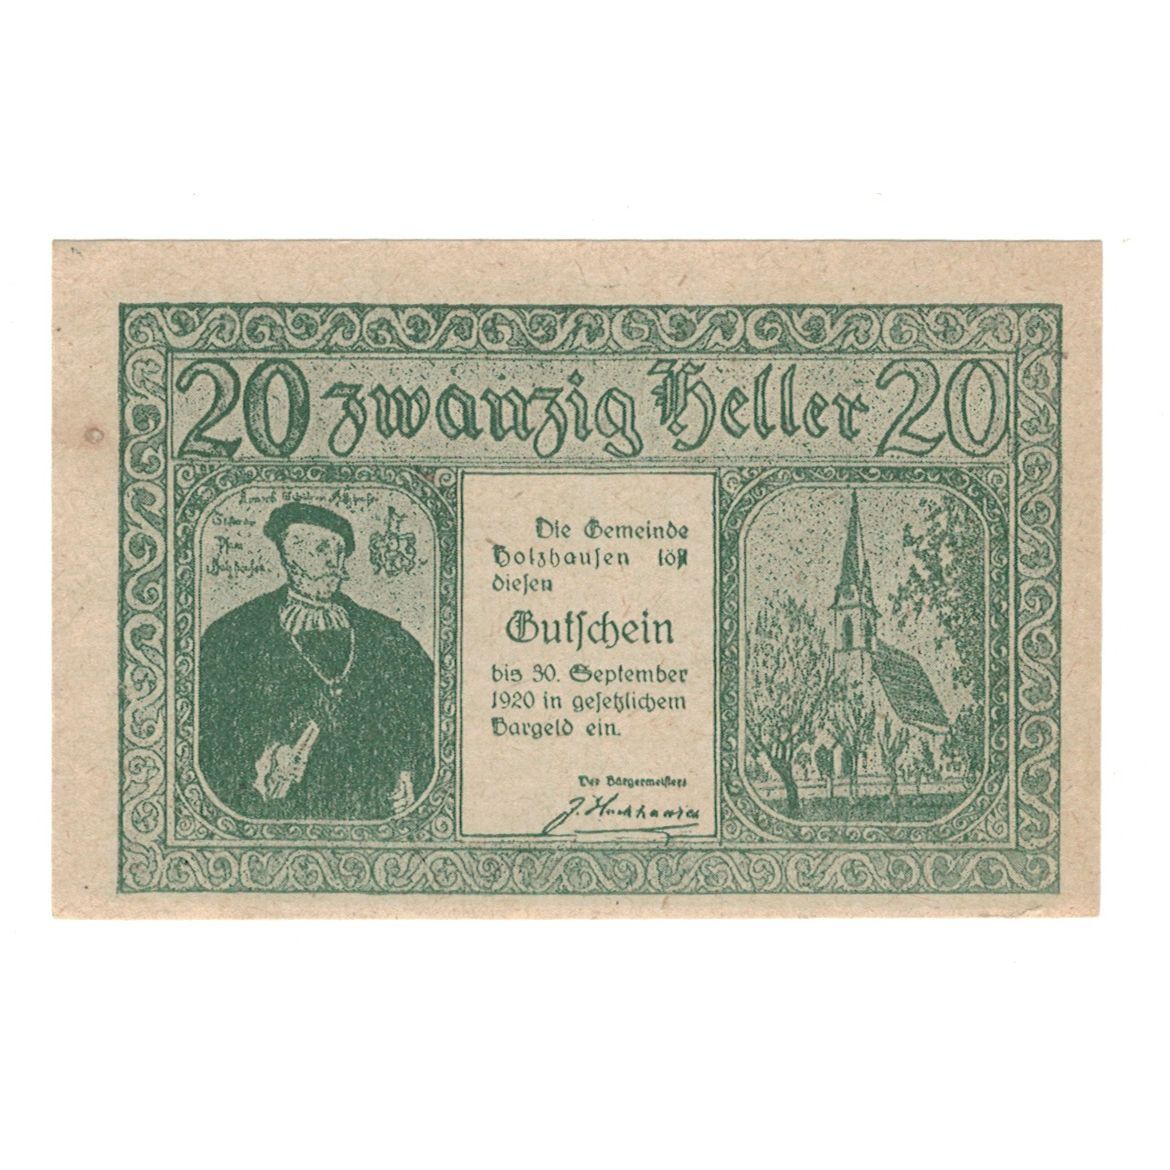 20 zwanzig Heller 20
Die Gemeinde
Holzhausen löst
diesen
Gutschein
bis 30. September
1920 in gesetzlichem
Bargeld ein.
Der Bürgermeister:
J.